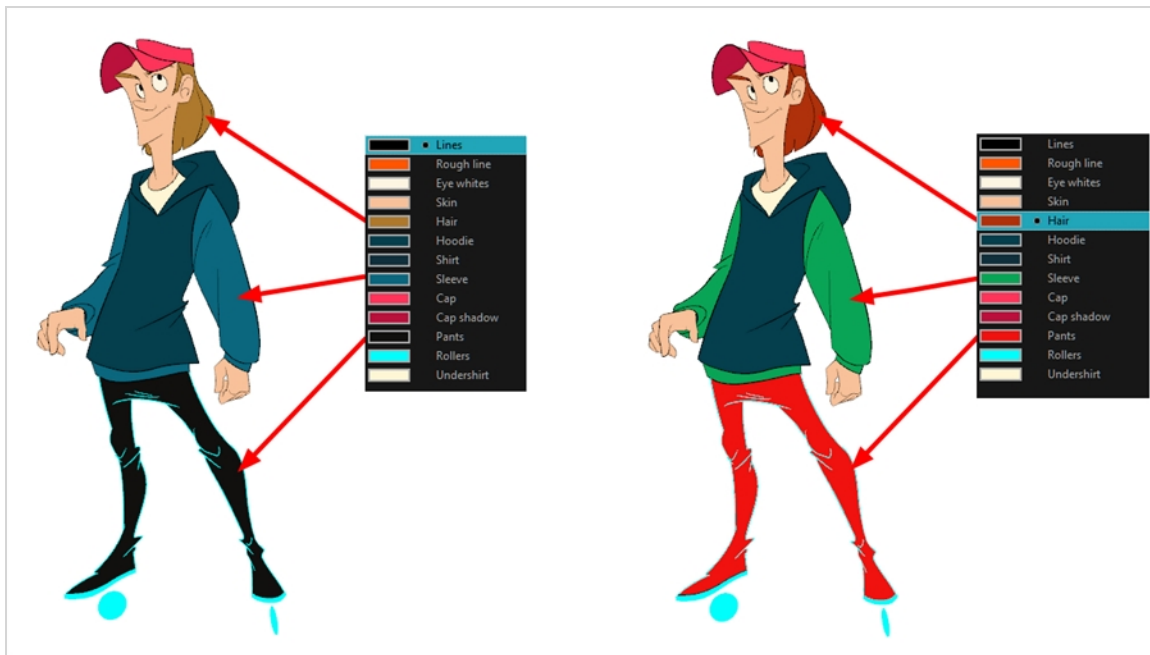 Lines
Rough line
Eye whites
Skin
Hair
Hoodie
Shirt
Sleeve
Cap
Cap shadow
Pants
Rollers
Undershirt
Lines
Rough line
Eye whites
Skin
Hair
Hoodie
Shirt
Sleeve
Cap
Cap shadow
Pants
Rollers
Undershirt